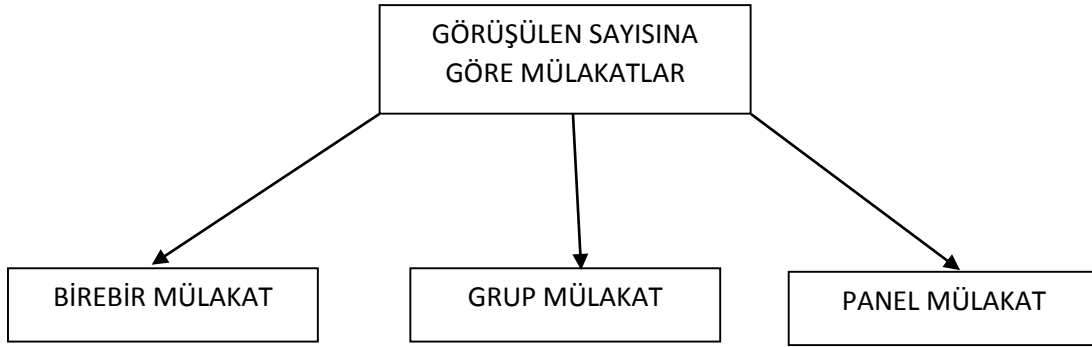 GÖRÜŞÜLEN SAYISINA
GÖRE MÜLAKATLAR
BİREBİR MÜLAKAT
GRUP MÜLAKAT
PANEL MÜLAKAT